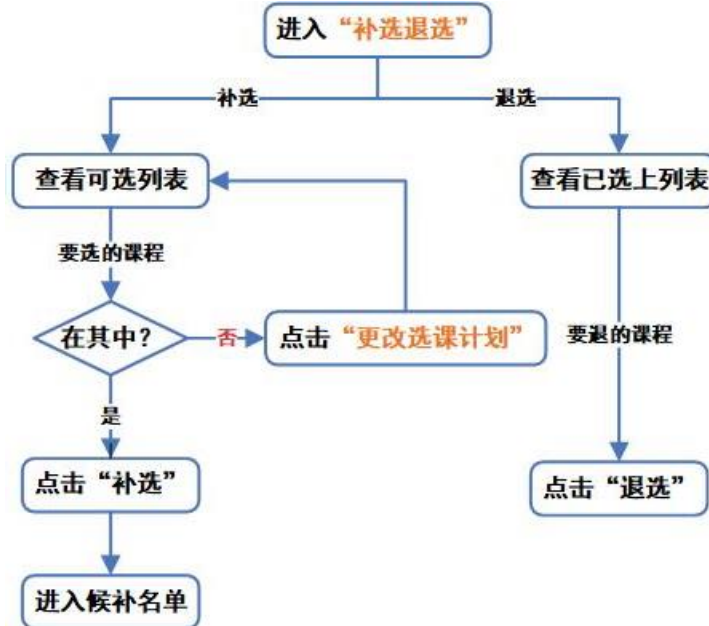 进入“补选退选”
补选
退选
查看可选列表
查看已选上列表
要选的课程
在其中？
否
点击“更改选课计划”
要退的课程
是
点击“补选”
点击“退选”
进入候补名单